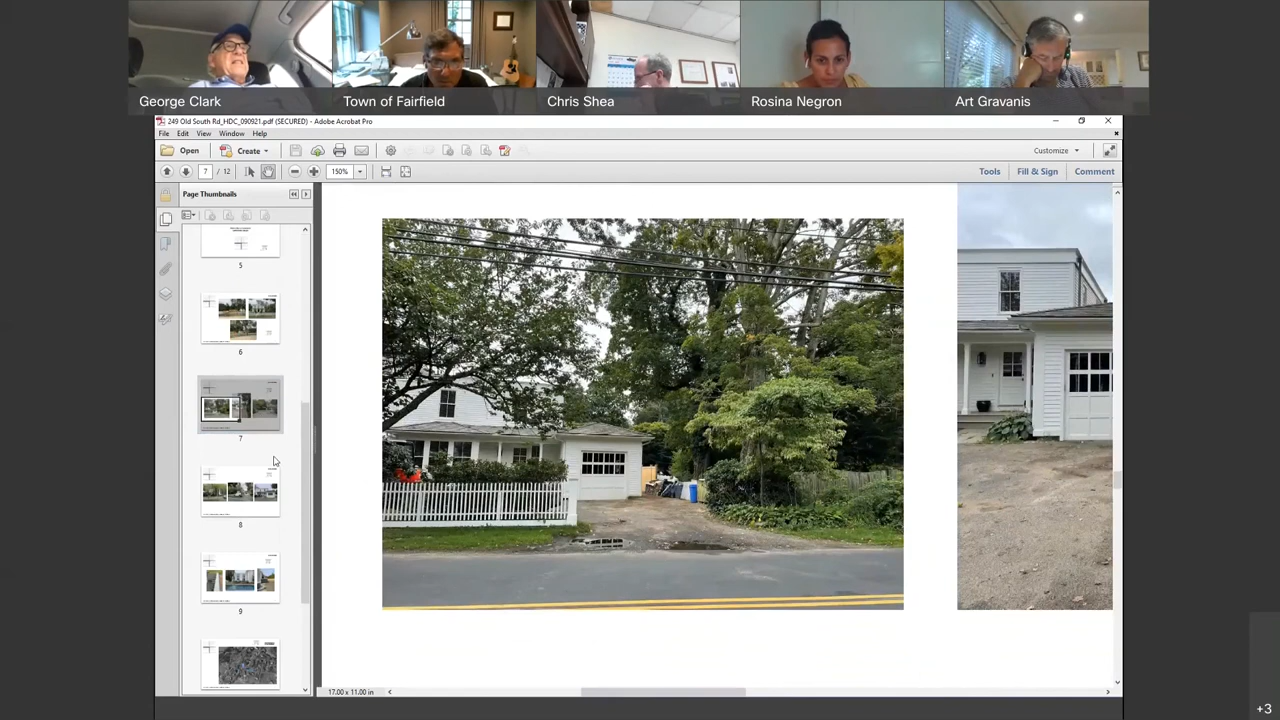 George Clark
Town of Fairfield
Chris Shea
Rosina Negron
Art Gravanis
249 Old South Rd_HDC_090921.pdf (SECURED) - Adobe Acrobat Pro
File Edit View Window Help
Open Create Customize
7 / 12 150% Tools Fill & Sign Comment
Page Thumbnails
5
6
7
8
9
17.00 x 11.00 in
+3